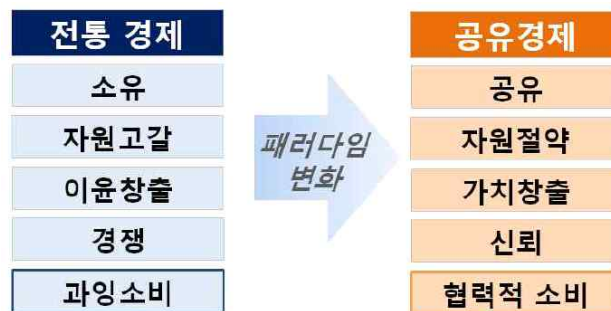 전통 경제
소유
자원고갈
이윤창출
경쟁
과잉소비
패러다임
변화
공유경제
공유
자원절약
가치창출
신뢰
협력적 소비